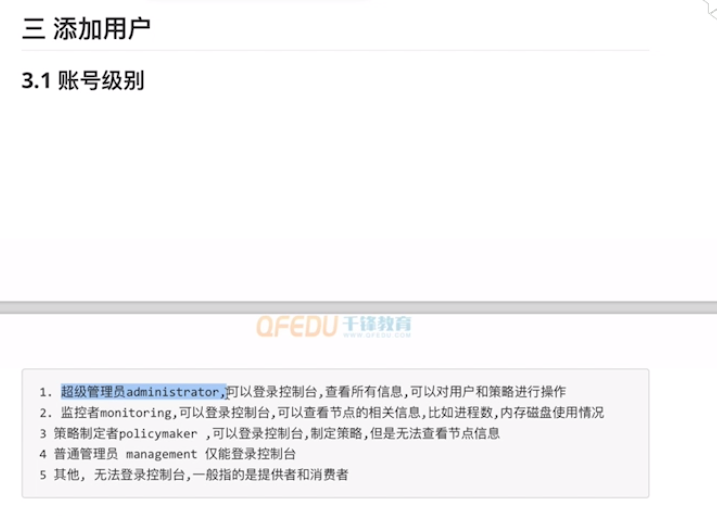 三 添加用户
3.1 账号级别
QFEDU 千锋教育
WWW.QFEDU.COM
1. 超级管理员administrator,可以登录控制台,查看所有信息,可以对用户和策略进行操作
2. 监控者monitoring,可以登录控制台,可以查看节点的相关信息,比如进程数,内存磁盘使用情况
3 策略制定者policymaker ,可以登录控制台,制定策略,但是无法查看节点信息
4 普通管理员 management 仅能登录控制台
5 其他, 无法登录控制台,一般指的是提供者和消费者